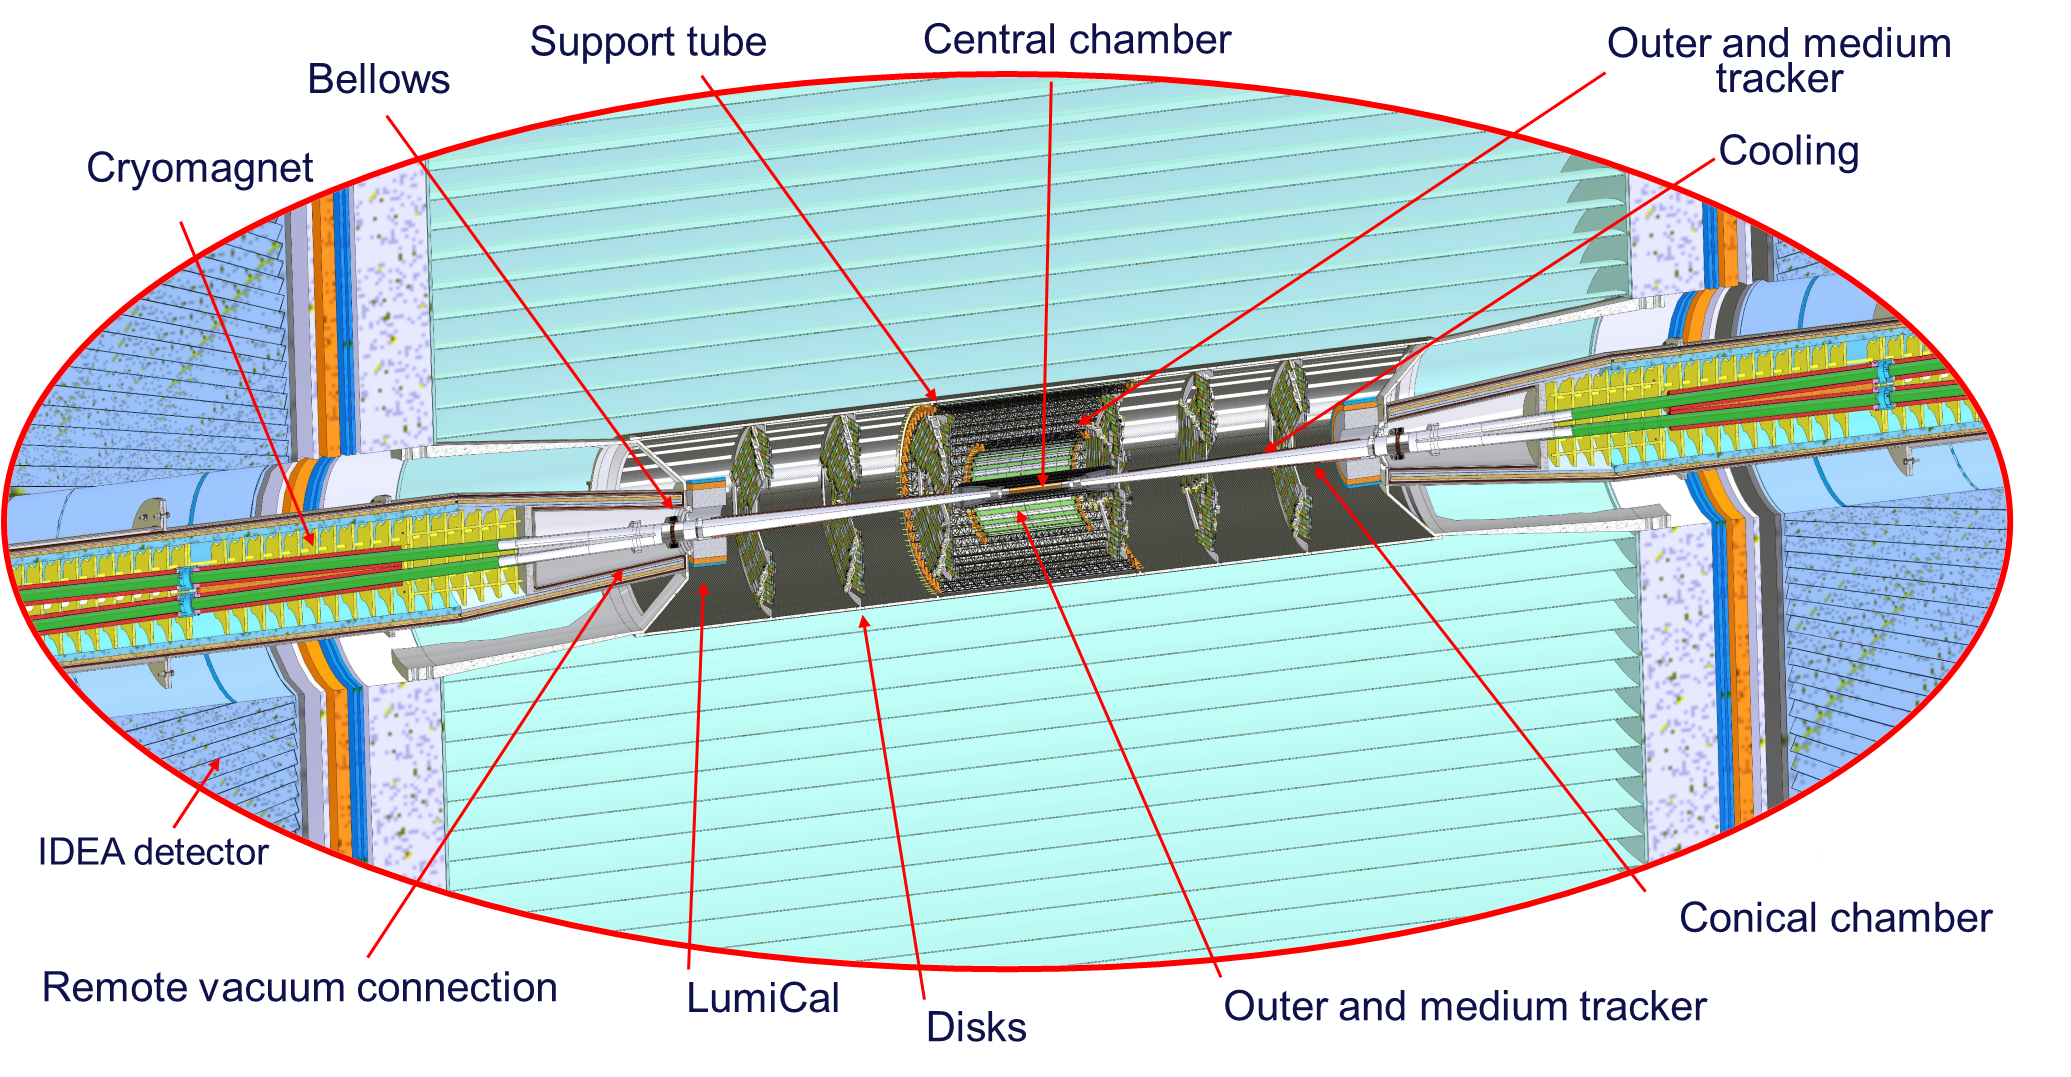 Support tube
Central chamber
Outer and medium
tracker
Bellows
Cooling
Cryomagnet
IDEA detector
Conical chamber
Remote vacuum connection
LumiCal
Outer and medium tracker
Disks